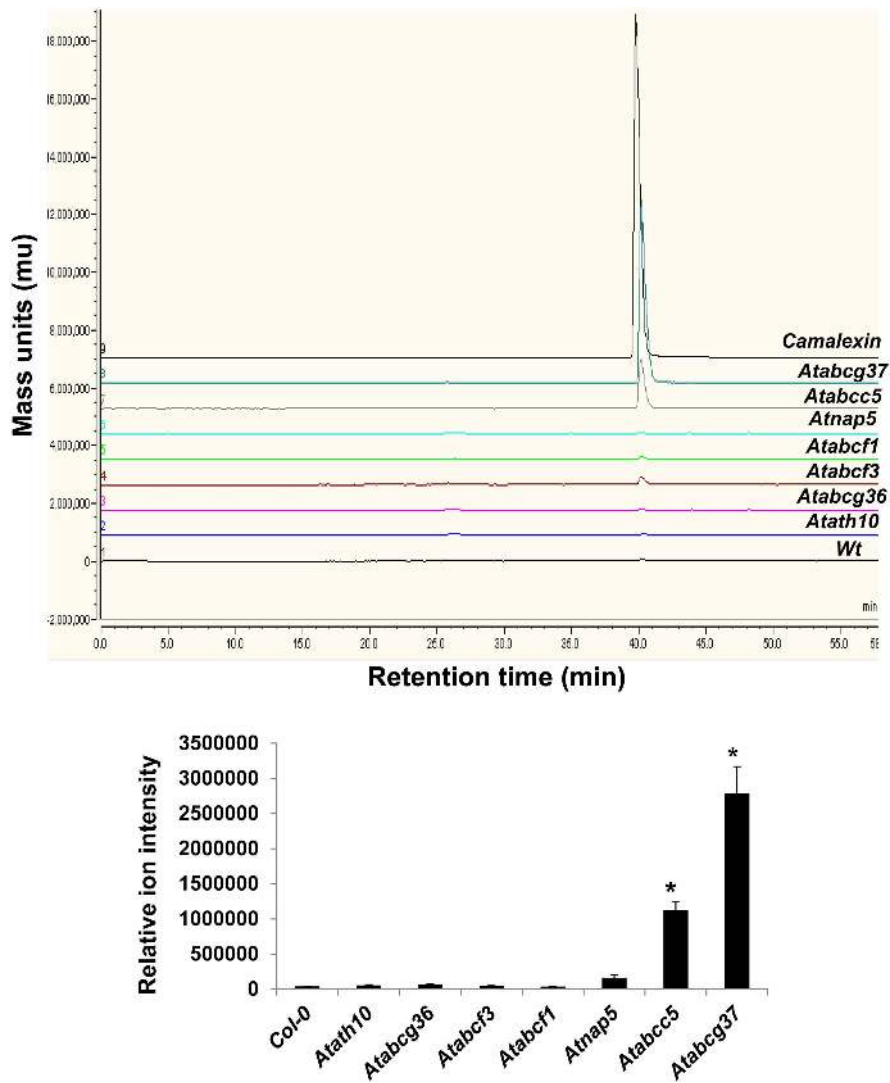 18,000,000
16,000,000
14,000,000
12,000,000
10,000,000
8,000,000
6,000,000
4,000,000
2,000,000
0
-2,000,000
Mass units (mu)
9
Camalexin
8
Atabcg37
7
Atabcc5
6
Atnap5
5
Atabcf1
4
Atabcf3
3
Atabcg36
2
Atath10
1
Wt
min
0.0 5.0 10.0 15.0 20.0 25.0 30.0 35.0 40.0 45.0 50.0 55.0 58
Retention time (min)
3500000
3000000
2500000
2000000
1500000
1000000
500000
0
Relative ion intensity
*
*
Col-0
Atath10
Atabcg36
Atabcf3
Atabcf1
Atnap5
Atabcc5
Atabcg37